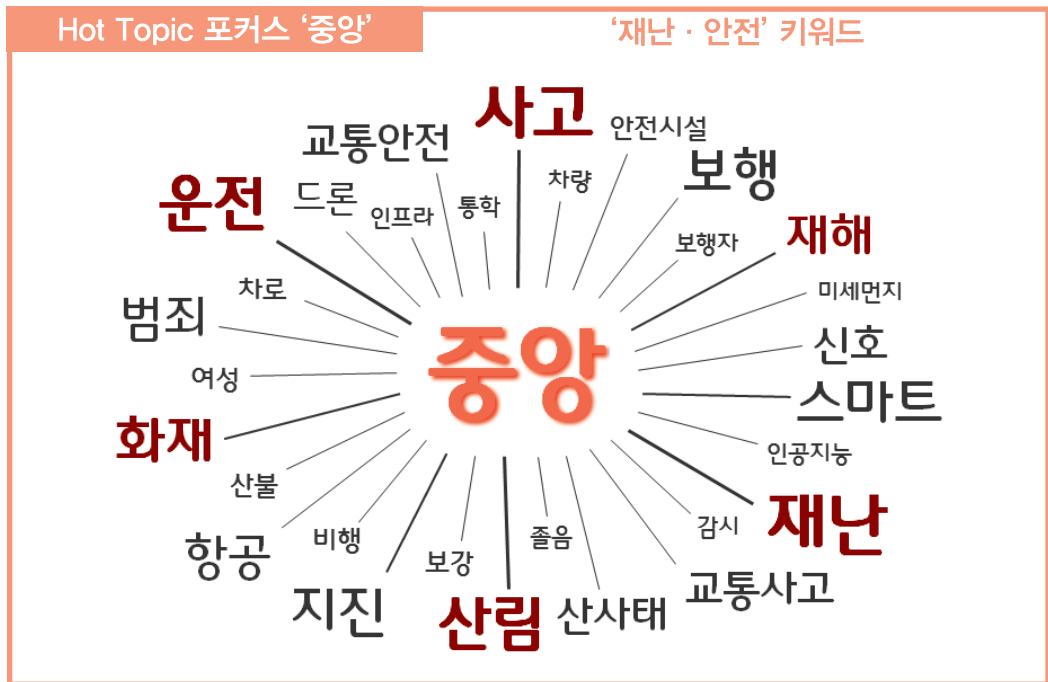 Hot Topic 포커스 ‘중앙’
‘재난 · 안전’ 키워드
사고
안전시설
교통안전
보행
차량
운전
드론
인프라
통학
재해
보행자
차로
미세먼지
범죄
신호
중앙
여성
스마트
화재
인공지능
산불
재난
감시
항공
비행
졸음
보강
교통사고
지진
산림
산사태